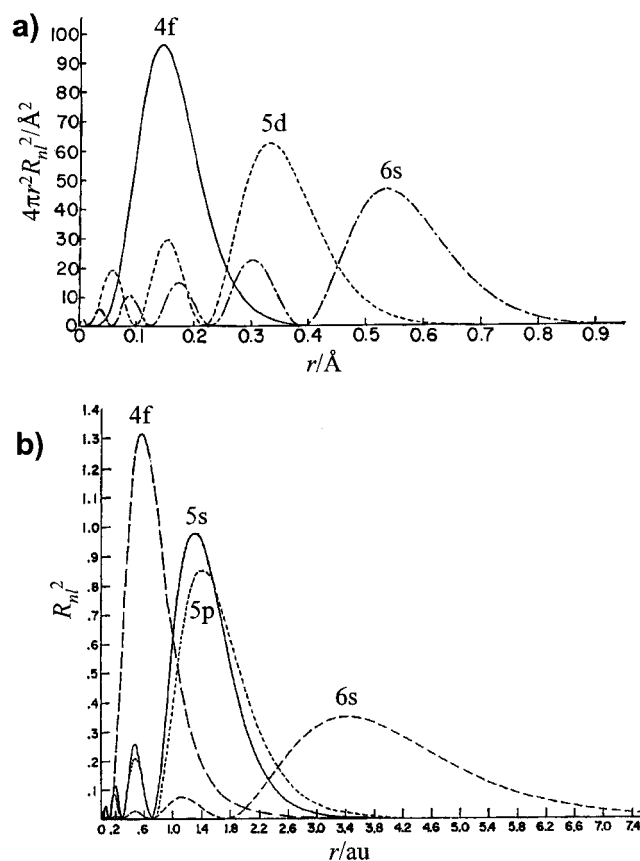 a)
4f
5d
6s
4πr²Rₙₗ²/Å²
100
90
80
70
60
50
40
30
20
10
0
0 0.1 0.2 0.3 0.4 0.5 0.6 0.7 0.8 0.9
r/Å
b)
4f
5s
5p
6s
Rₙₗ²
1.4
1.3
1.2
1.1
1.0
.9
.8
.7
.6
.5
.4
.3
.2
.1
0 .2 .6 1.0 1.4 1.8 2.2 2.6 3.0 3.4 3.8 4.2 4.6 5.0 5.4 5.8 6.2 6.6 7.0 7.4
r/au